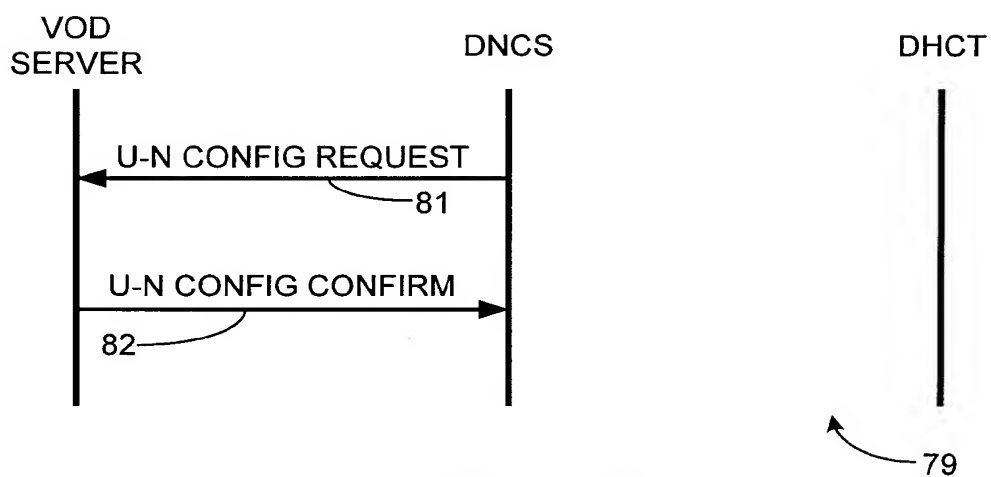 VOD
SERVER
DNCS
DHCT
U-N CONFIG REQUEST
81
U-N CONFIG CONFIRM
82
79